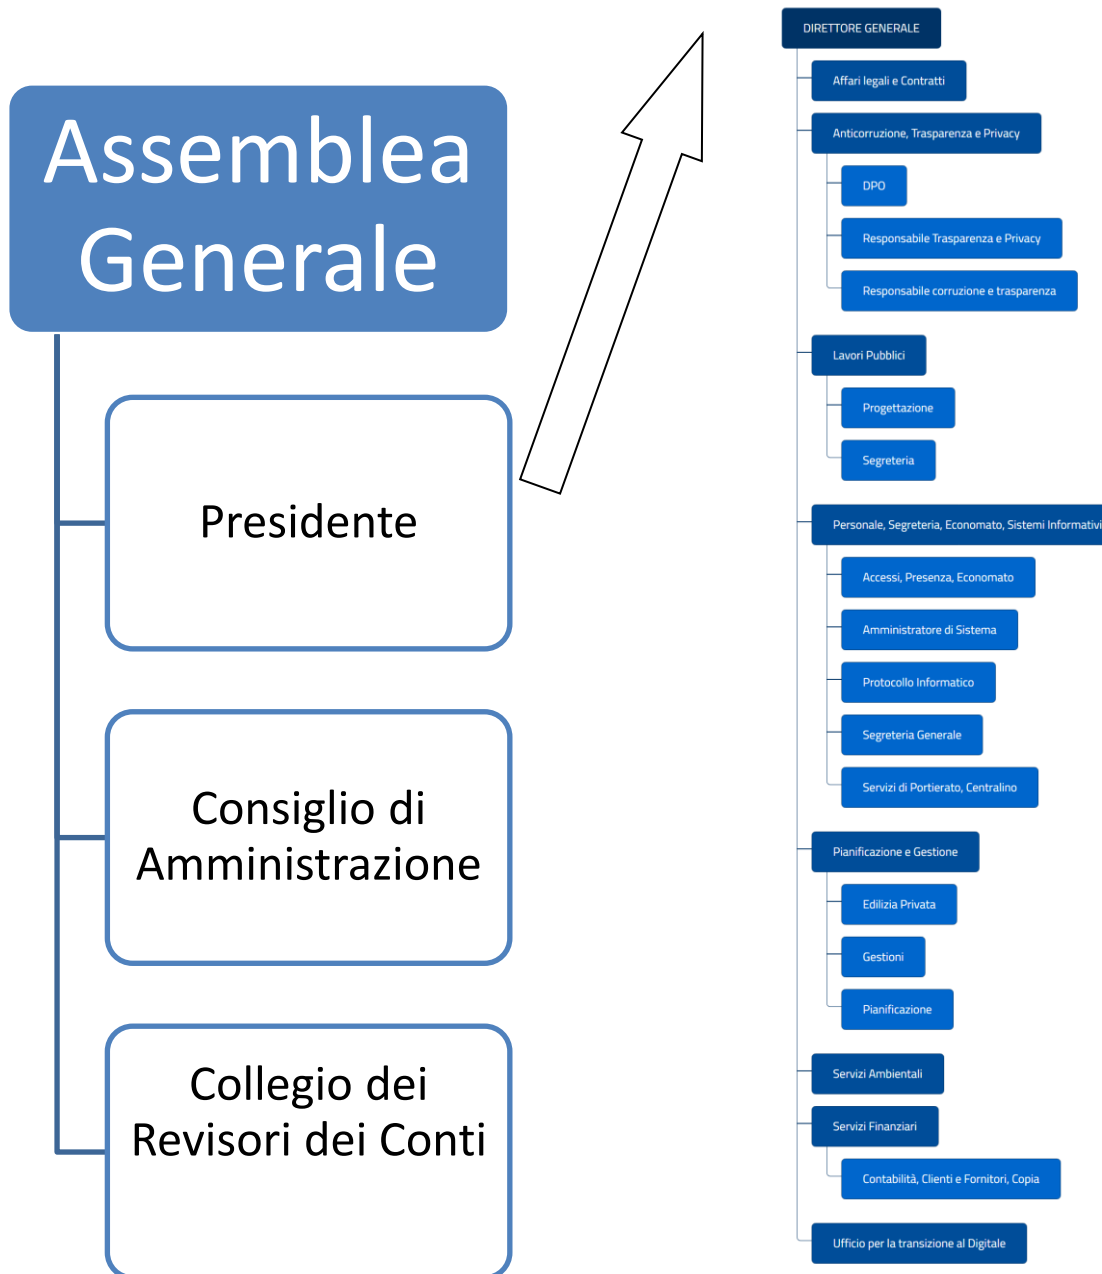 Assemblea
Generale
Presidente
Consiglio di
Amministrazione
Collegio dei
Revisori dei Conti
DIRETTORE GENERALE
Affari legali e Contratti
Anticorruzione, Trasparenza e Privacy
DPO
Responsabile Trasparenza e Privacy
Responsabile corruzione e trasparenza
Lavori Pubblici
Progettazione
Segreteria
Personale, Segreteria, Economato, Sistemi Informativi
Accessi, Presenza, Economato
Amministratore di Sistema
Protocollo Informatico
Segreteria Generale
Servizi di Portierato, Centralino
Pianificazione e Gestione
Edilizia Privata
Gestioni
Pianificazione
Servizi Ambientali
Servizi Finanziari
Contabilità, Clienti e Fornitori, Copia
Ufficio per la transizione al Digitale